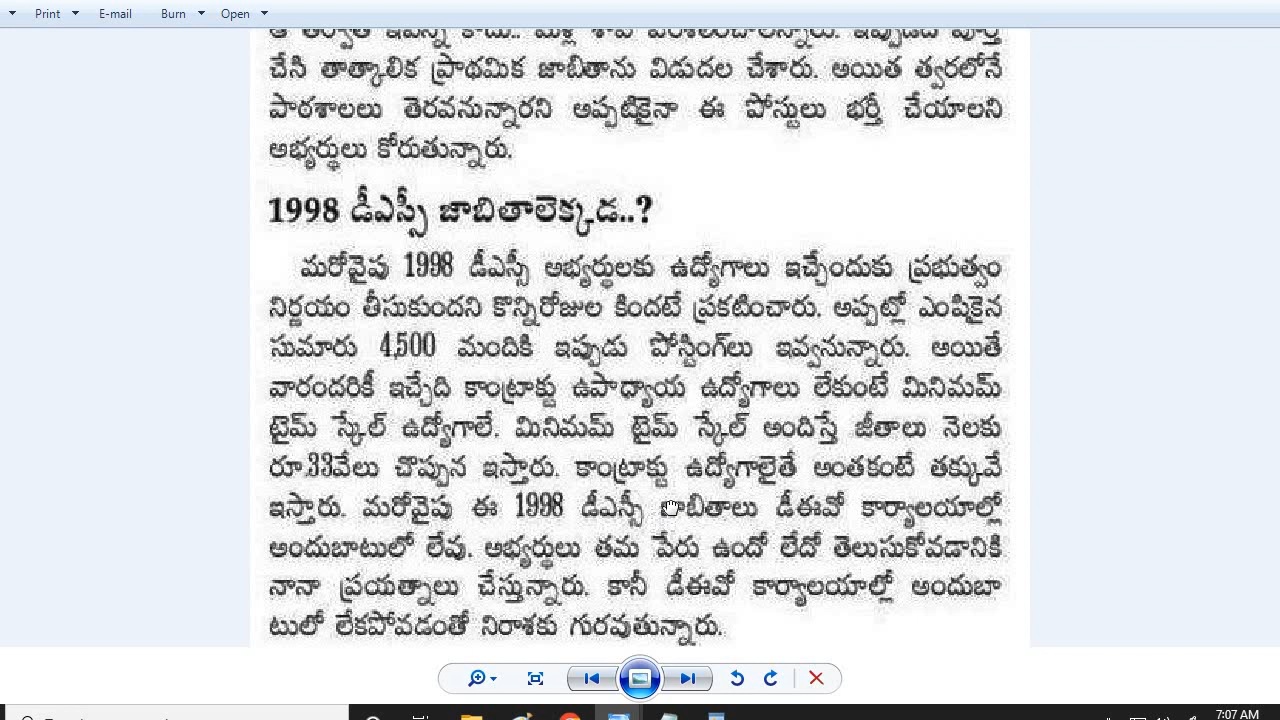 Print E-mail Burn Open
చేసి తాత్కాలిక ప్రాథమిక జాబితాను విడుదల చేశారు. అయిత త్వరలోనే
పాఠశాలలు తెరవనున్నారని అప్పటికైనా ఈ పోస్టులు భర్తీ చేయాలని
అభ్యర్థులు కోరుతున్నారు.
1998 డీఎస్సీ జాబితాలెక్కడ..?
మరోవైపు 1998 డీఎస్సీ అభ్యర్థులకు ఉద్యోగాలు ఇచ్చేందుకు ప్రభుత్వం
నిర్ణయం తీసుకుందని కొన్నిరోజుల కిందటే ప్రకటించారు. అప్పట్లో ఎంపికైన
సుమారు 4,500 మందికి ఇప్పుడు పోస్టింగ్‌లు ఇవ్వనున్నారు. అయితే
వారందరికీ ఇచ్చేది కాంట్రాక్టు ఉపాధ్యాయ ఉద్యోగాలు లేకుంటే మినిమమ్
టైమ్ స్కేల్ ఉద్యోగాలే. మినిమమ్ టైమ్ స్కేల్ అందిస్తే జీతాలు నెలకు
రూ.33వేలు చొప్పున ఇస్తారు. కాంట్రాక్టు ఉద్యోగాలైతే అంతకంటే తక్కువే
ఇస్తారు. మరోవైపు ఈ 1998 డీఎస్సీ జాబితాలు డీఈవో కార్యాలయాల్లో
అందుబాటులో లేవు. అభ్యర్థులు తమ పేరు ఉందో లేదో తెలుసుకోవడానికి
నానా ప్రయత్నాలు చేస్తున్నారు. కానీ డీఈవో కార్యాలయాల్లో అందుబా
టులో లేకపోవడంతో నిరాశకు గురవుతున్నారు.
7:07 AM